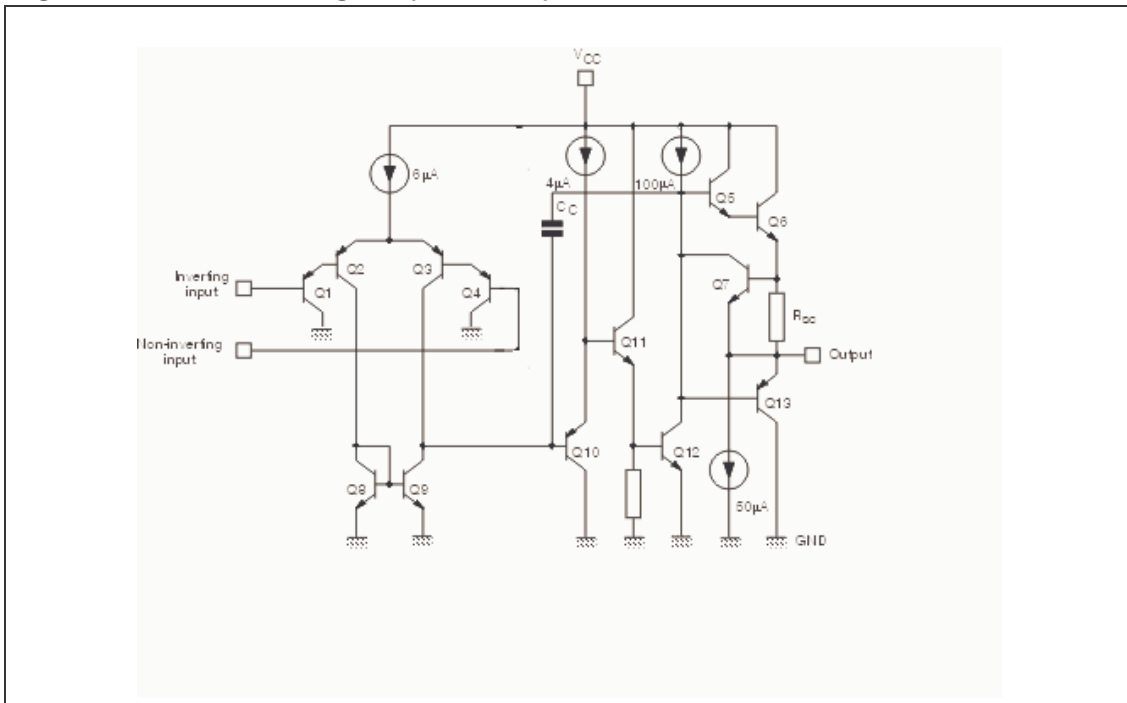 VCC
6μA
4μA
100μA
CC
Q5
Q6
Q2
Q3
Q7
Inverting
input
Q1
Q4
RSC
Non-inverting
input
Q11
Output
Q13
Q10
Q12
Q8
Q9
50μA
GND